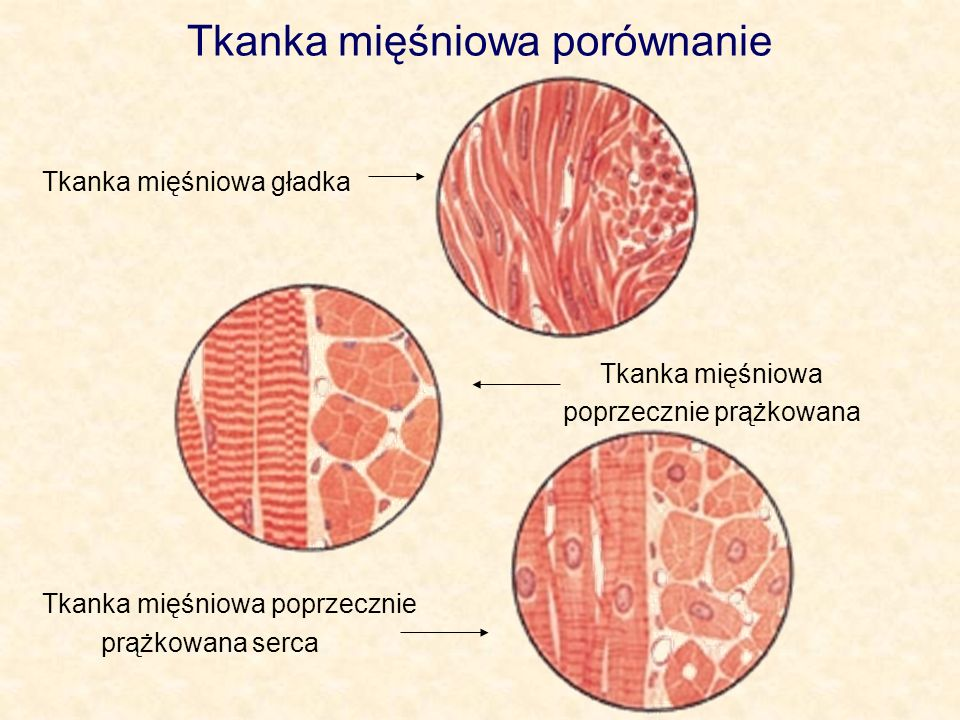 Tkanka mięśniowa porównanie
Tkanka mięśniowa gładka
Tkanka mięśniowa
poprzecznie prążkowana
Tkanka mięśniowa poprzecznie
prążkowana serca